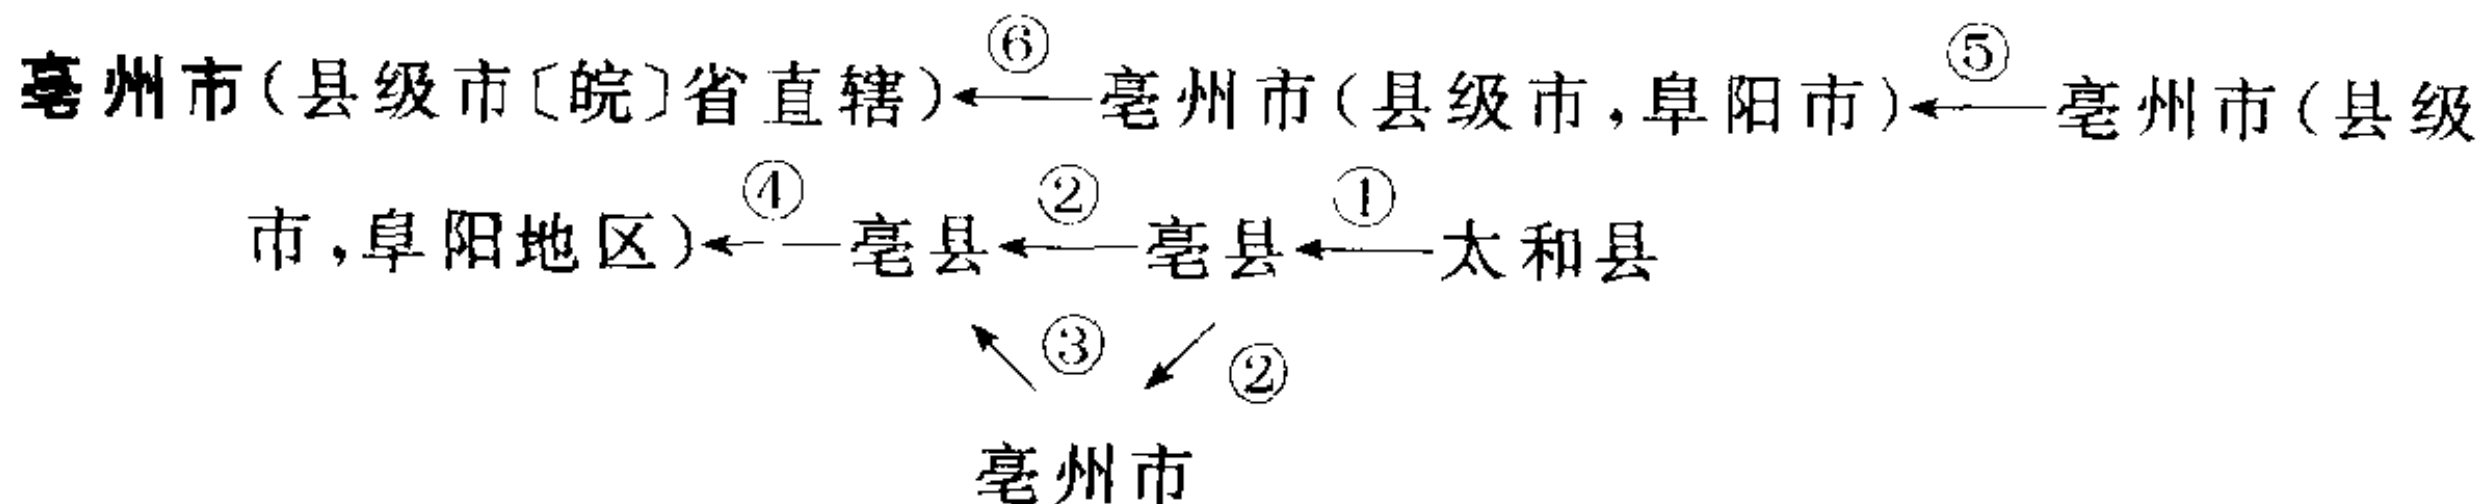 ⑥ ⑤
亳州市(县级市〔皖〕省直辖)←亳州市(县级市,阜阳市)←亳州市(县级
④ ② ①
市,阜阳地区)←亳县←亳县←太和县
③ ②
亳州市